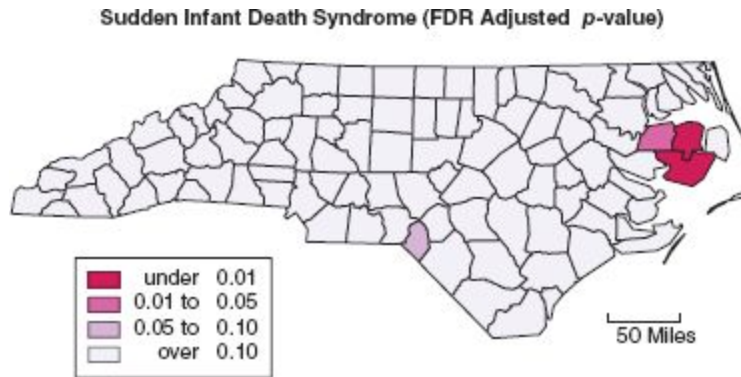 Sudden Infant Death Syndrome (FDR Adjusted p-value)
under 0.01
0.01 to 0.05
0.05 to 0.10
over 0.10
50 Miles